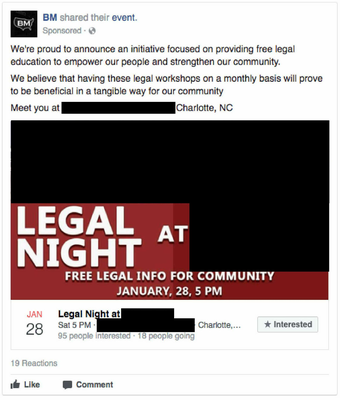 BM
BM shared their event.
Sponsored ·
We're proud to announce an initiative focused on providing free legal
education to empower our people and strengthen our community.
We believe that having these legal workshops on a monthly basis will prove
to be beneficial in a tangible way for our community
Meet you at Charlotte, NC
LEGAL
NIGHT AT
FREE LEGAL INFO FOR COMMUNITY
JANUARY, 28, 5 PM
JAN
28
Legal Night at
Sat 5 PM · Charlotte,...
95 people interested · 18 people going
★ Interested
19 Reactions
Like Comment